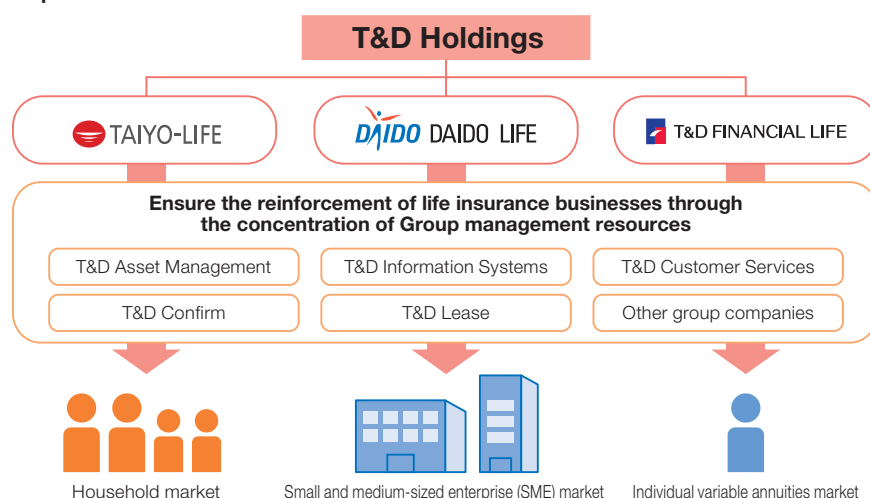 T&D Holdings
TAIYO-LIFE
DAIDO DAIDO LIFE
T&D FINANCIAL LIFE
Ensure the reinforcement of life insurance businesses through
the concentration of Group management resources
T&D Asset Management
T&D Information Systems
T&D Customer Services
T&D Confirm
T&D Lease
Other group companies
Household market
Small and medium-sized enterprise (SME) market
Individual variable annuities market